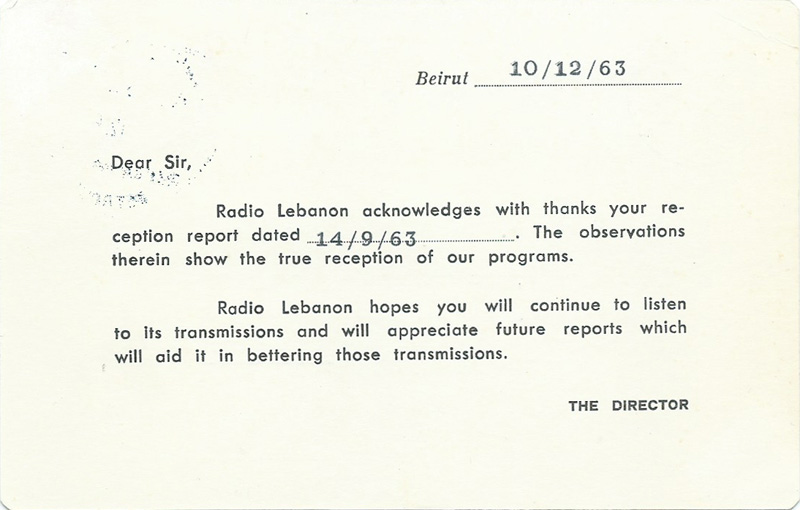 Beirut 10/12/63
Dear Sir,
Radio Lebanon acknowledges with thanks your re-
ception report dated 14/9/63. The observations
therein show the true reception of our programs.
Radio Lebanon hopes you will continue to listen
to its transmissions and will appreciate future reports which
will aid it in bettering those transmissions.
THE DIRECTOR